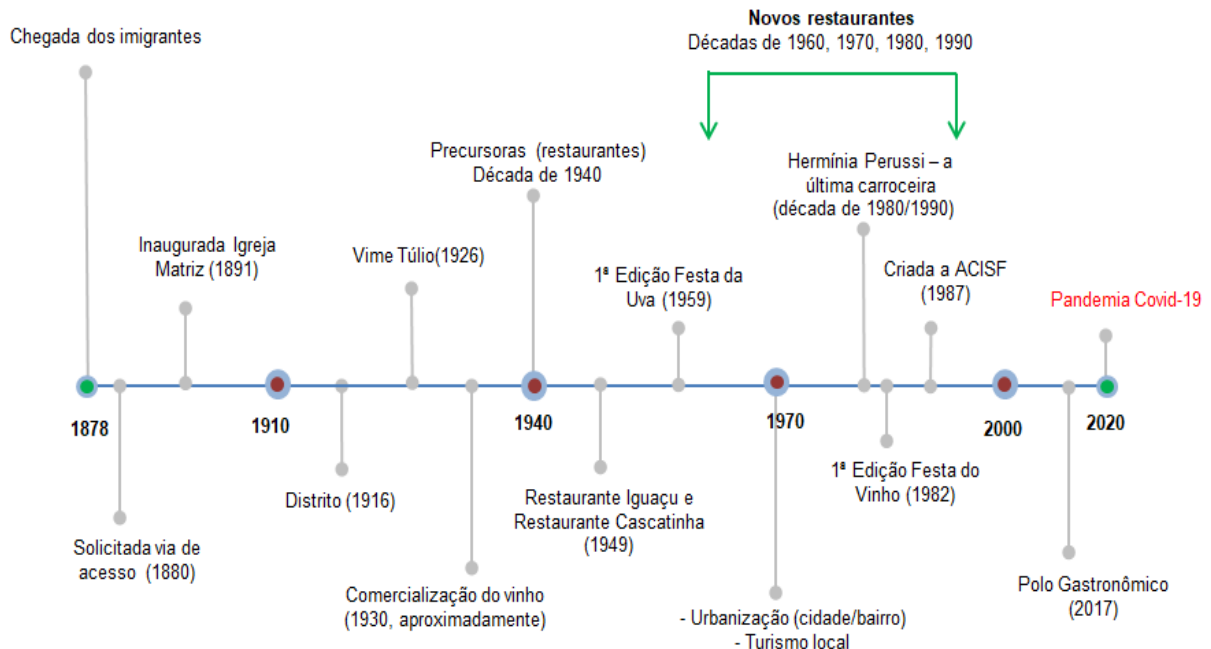 Novos restaurantes
Décadas de 1960, 1970, 1980, 1990
Chegada dos imigrantes
Precursoras (restaurantes)
Década de 1940
Hermínia Perussi – a
última carroceira
(década de 1980/1990)
Inaugurada Igreja
Matriz (1891)
Vime Túlio(1926)
1ª Edição Festa da
Uva (1959)
Criada a ACISF
(1987)
Pandemia Covid-19
1878
1910
1940
1970
2000
2020
Solicitada via de
acesso (1880)
Distrito (1916)
Comercialização do vinho
(1930, aproximadamente)
Restaurante Iguaçu e
Restaurante Cascatinha
(1949)
- Urbanização (cidade/bairro)
- Turismo local
1ª Edição Festa do
Vinho (1982)
Polo Gastronômico
(2017)